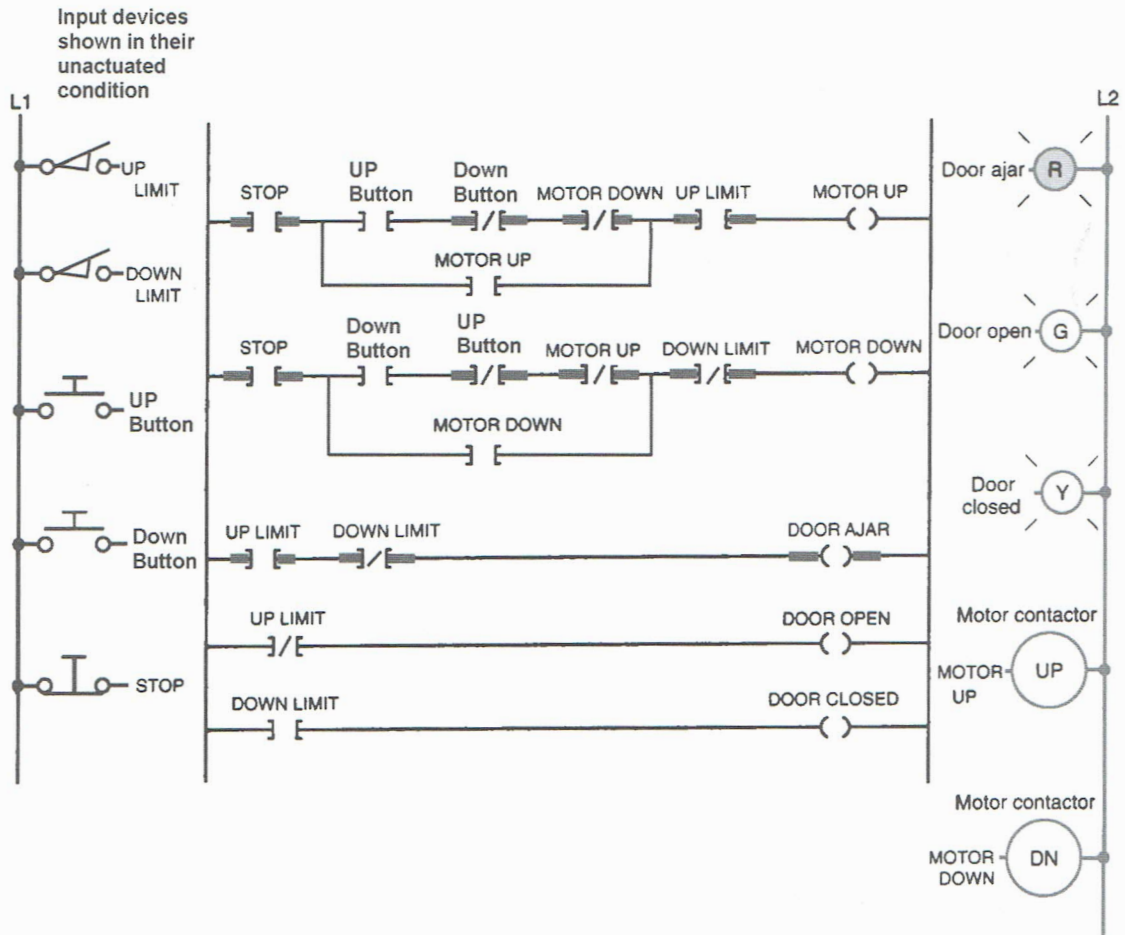 Input devices
shown in their
unactuated
condition
L1
L2
UP
LIMIT
DOWN
LIMIT
UP
Button
Down
Button
STOP
STOP
UP
Button
Down
Button
MOTOR DOWN
UP LIMIT
MOTOR UP
MOTOR UP
STOP
Down
Button
UP
Button
MOTOR UP
DOWN LIMIT
MOTOR DOWN
MOTOR DOWN
UP LIMIT
DOWN LIMIT
DOOR AJAR
UP LIMIT
DOOR OPEN
DOWN LIMIT
DOOR CLOSED
Door ajar
R
Door open
G
Door
closed
Y
Motor contactor
MOTOR
UP
UP
Motor contactor
MOTOR
DOWN
DN